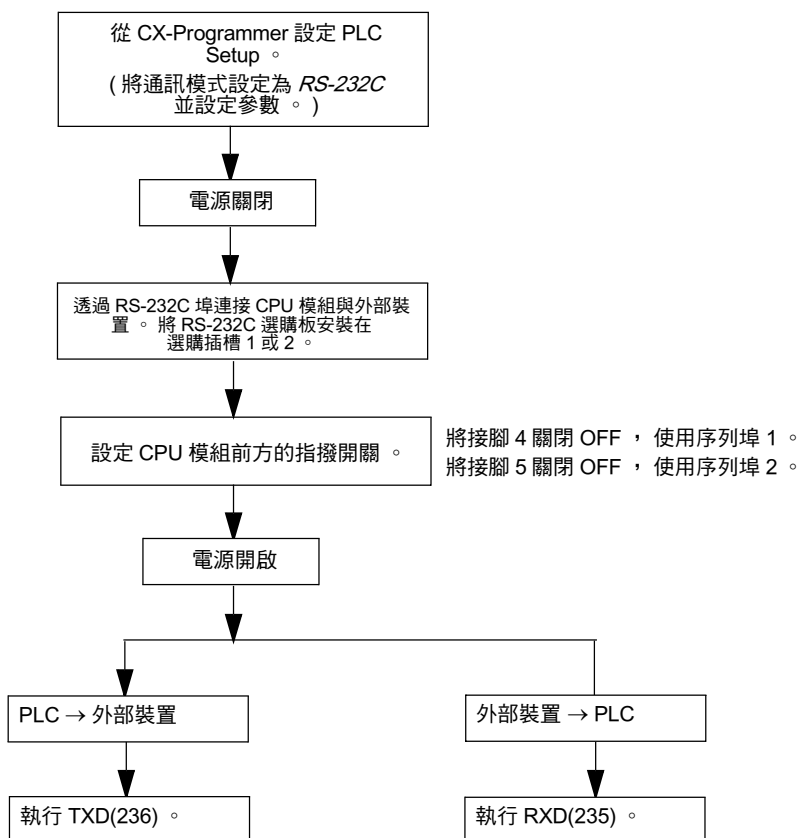 從 CX-Programmer 設定 PLC
Setup 。
( 將通訊模式設定為 RS-232C
並設定參數 。 )
電源關閉
透過 RS-232C 埠連接 CPU 模組與外部裝
置 。 將 RS-232C 選購板安裝在
選購插槽 1 或 2 。
設定 CPU 模組前方的指撥開關 。
將接腳 4 關閉 OFF , 使用序列埠 1 。
將接腳 5 關閉 OFF , 使用序列埠 2 。
電源開啟
PLC → 外部裝置
外部裝置 → PLC
執行 TXD(236) 。
執行 RXD(235) 。